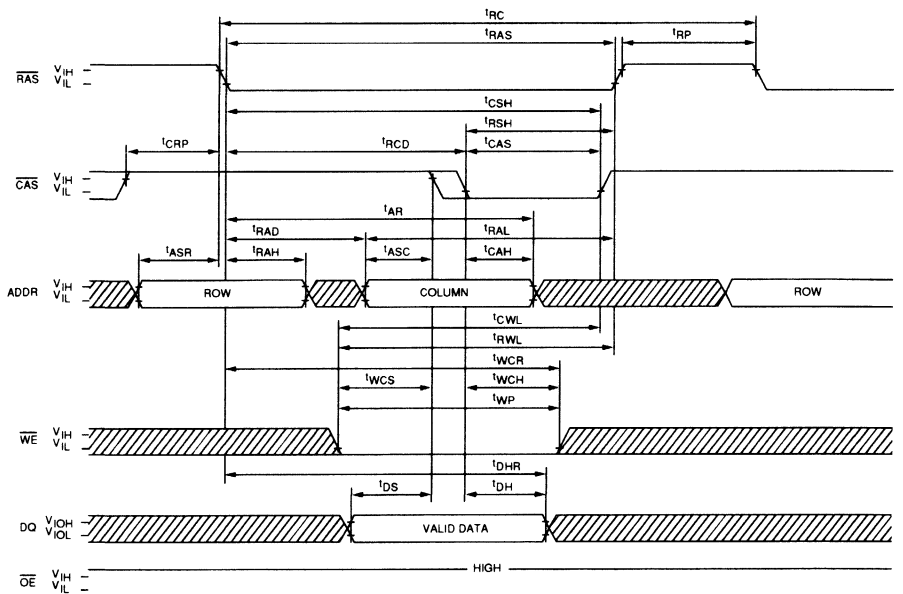 tRC
tRAS
tRP
RAS VIH
VIL
tCSH
tRSH
tCRP
tRCD
tCAS
CAS VIH
VIL
tAR
tRAD
tRAL
tASR
tRAH
tASC
tCAH
ADDR VIH
VIL
ROW
COLUMN
ROW
tCWL
tRWL
tWCR
tWCS
tWCH
tWP
WE VIH
VIL
tDHR
tDS
tDH
DQ VIOH
VIOL
VALID DATA
HIGH
OE VIH
VIL